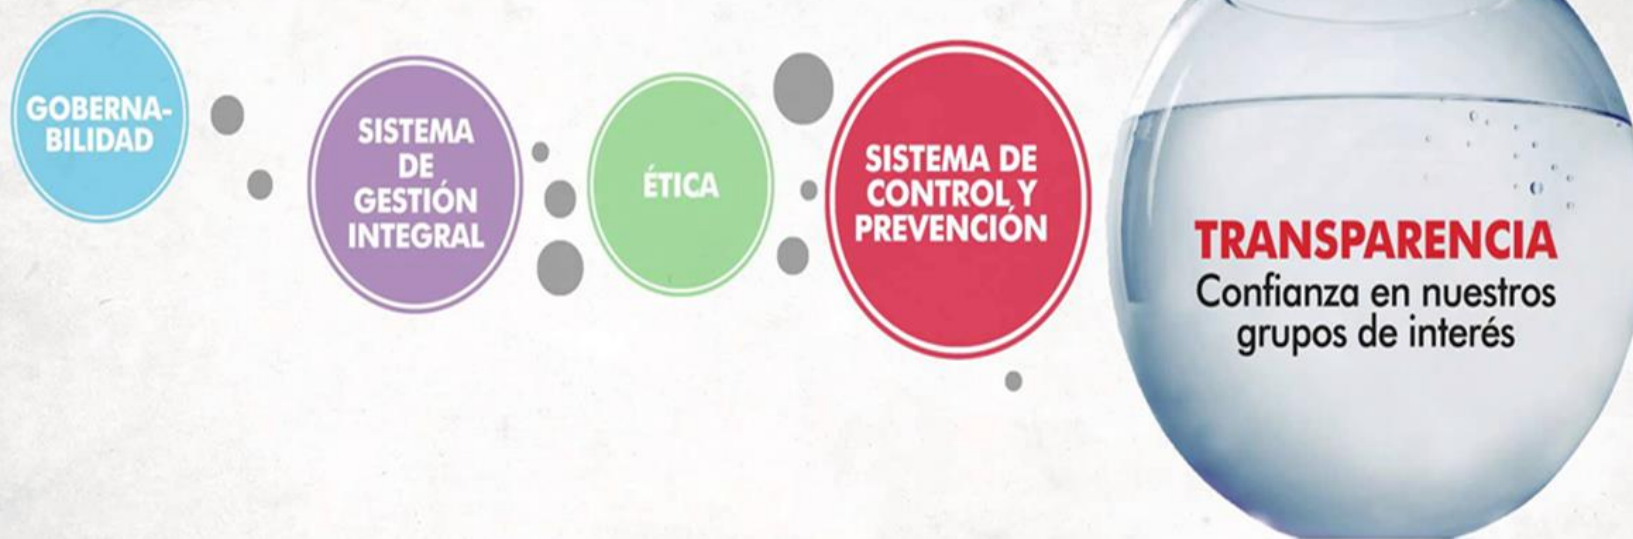 GOBERNA-
BILIDAD
SISTEMA
DE
GESTIÓN
INTEGRAL
ÉTICA
SISTEMA DE
CONTROL Y
PREVENCIÓN
TRANSPARENCIA
Confianza en nuestros
grupos de interés